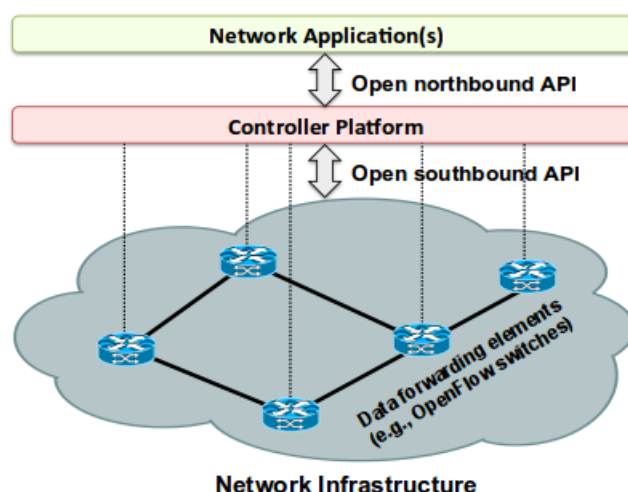 Network Application(s)
Open northbound API
Controller Platform
Open southbound API
Data forwarding elements
(e.g., OpenFlow switches)
Network Infrastructure